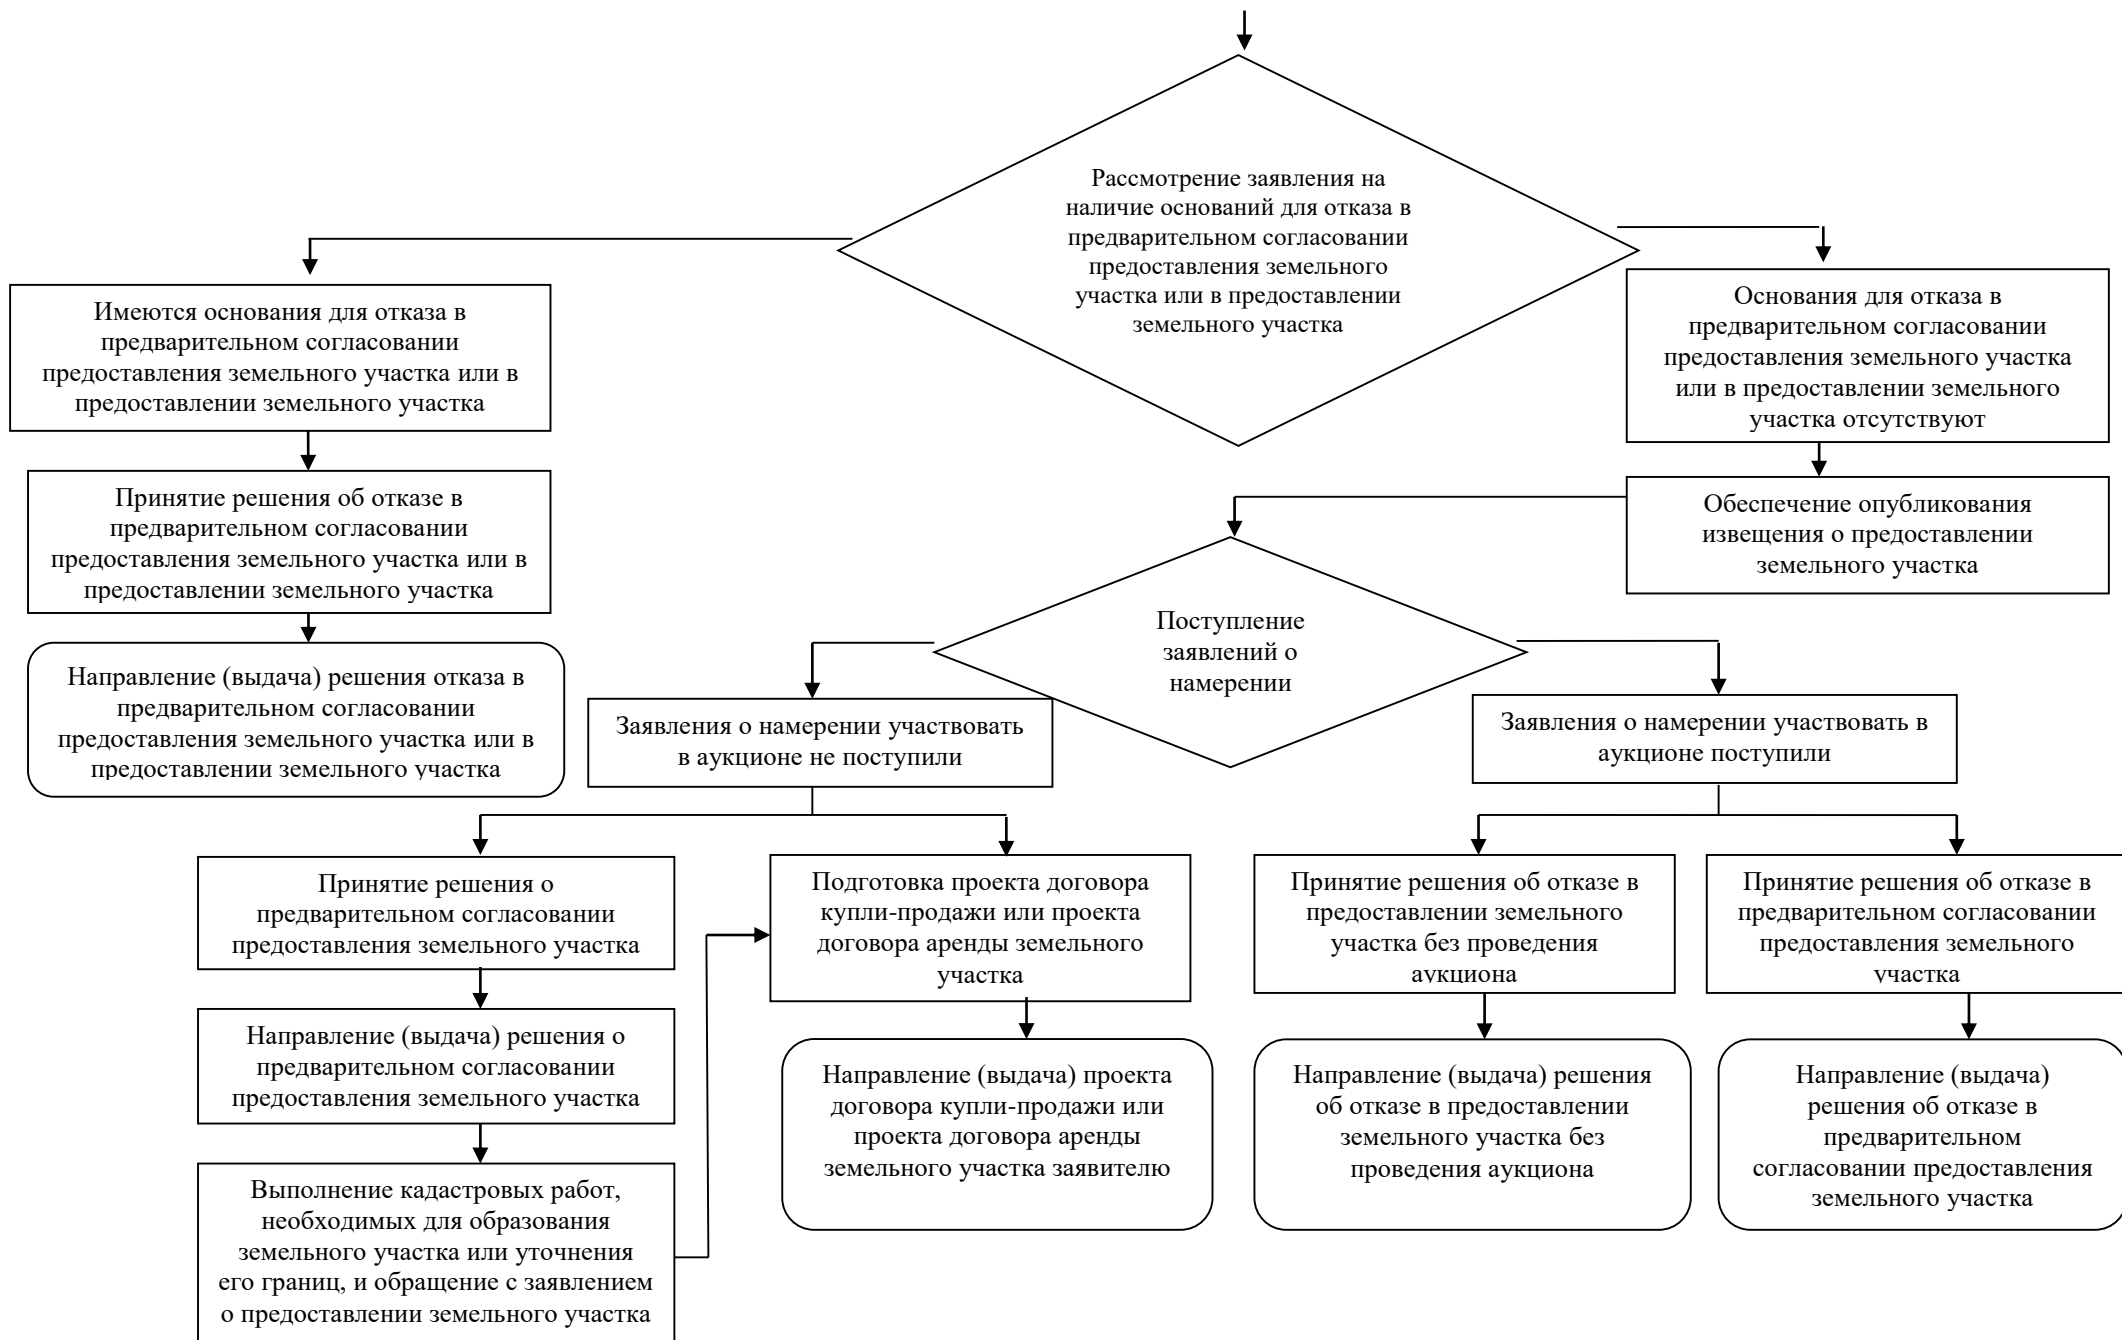 Рассмотрение заявления на
наличие оснований для отказа в
предварительном согласовании
предоставления земельного
участка или в предоставлении
земельного участка
Имеются основания для отказа в
предварительном согласовании
предоставления земельного участка или в
предоставлении земельного участка
Основания для отказа в
предварительном согласовании
предоставления земельного участка
или в предоставлении земельного
участка отсутствуют
Принятие решения об отказе в
предварительном согласовании
предоставления земельного участка или в
предоставлении земельного участка
Обеспечение опубликования
извещения о предоставлении
земельного участка
Направление (выдача) решения отказа в
предварительном согласовании
предоставления земельного участка или в
предоставлении земельного участка
Поступление
заявлений о
намерении
Заявления о намерении участвовать
в аукционе не поступили
Заявления о намерении участвовать в
аукционе поступили
Принятие решения о
предварительном согласовании
предоставления земельного участка
Подготовка проекта договора
купли-продажи или проекта
договора аренды земельного
участка
Принятие решения об отказе в
предоставлении земельного
участка без проведения
аукциона
Принятие решения об отказе в
предварительном согласовании
предоставления земельного
участка
Направление (выдача) решения о
предварительном согласовании
предоставления земельного участка
Направление (выдача) проекта
договора купли-продажи или
проекта договора аренды
земельного участка заявителю
Направление (выдача) решения
об отказе в предоставлении
земельного участка без
проведения аукциона
Направление (выдача)
решения об отказе в
предварительном
согласовании предоставления
земельного участка
Выполнение кадастровых работ,
необходимых для образования
земельного участка или уточнения
его границ, и обращение с заявлением
о предоставлении земельного участка